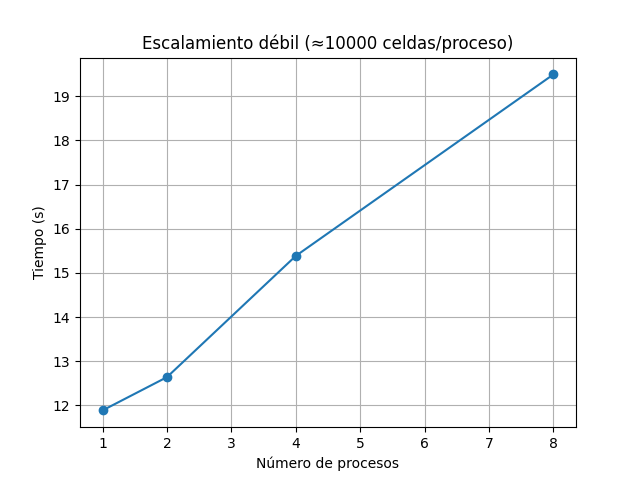 Escalamiento débil (≈10000 celdas/proceso)
Tiempo (s)
19
18
17
16
15
14
13
12
1 2 3 4 5 6 7 8
Número de procesos